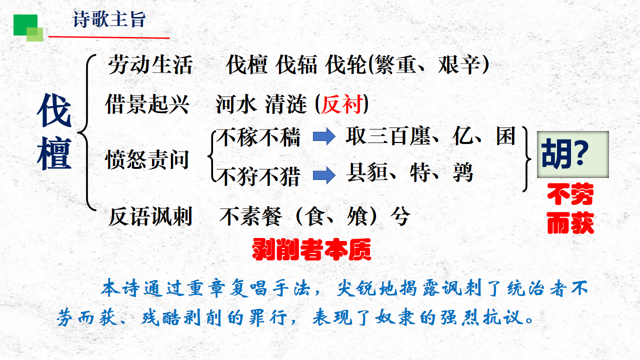 诗歌主旨
伐檀
劳动生活 伐檀 伐辐 伐轮(繁重、艰辛)
借景起兴 河水 清涟 (反衬)
愤怒责问
不稼不穑 取三百廛、亿、囷
不狩不猎 县貆、特、鹑
胡?
不劳
而获
反语讽刺 不素餐(食、飧)兮
剥削者本质
本诗通过重章复唱手法,尖锐地揭露讽刺了统治者不
劳而获、残酷剥削的罪行,表现了奴隶的强烈抗议。